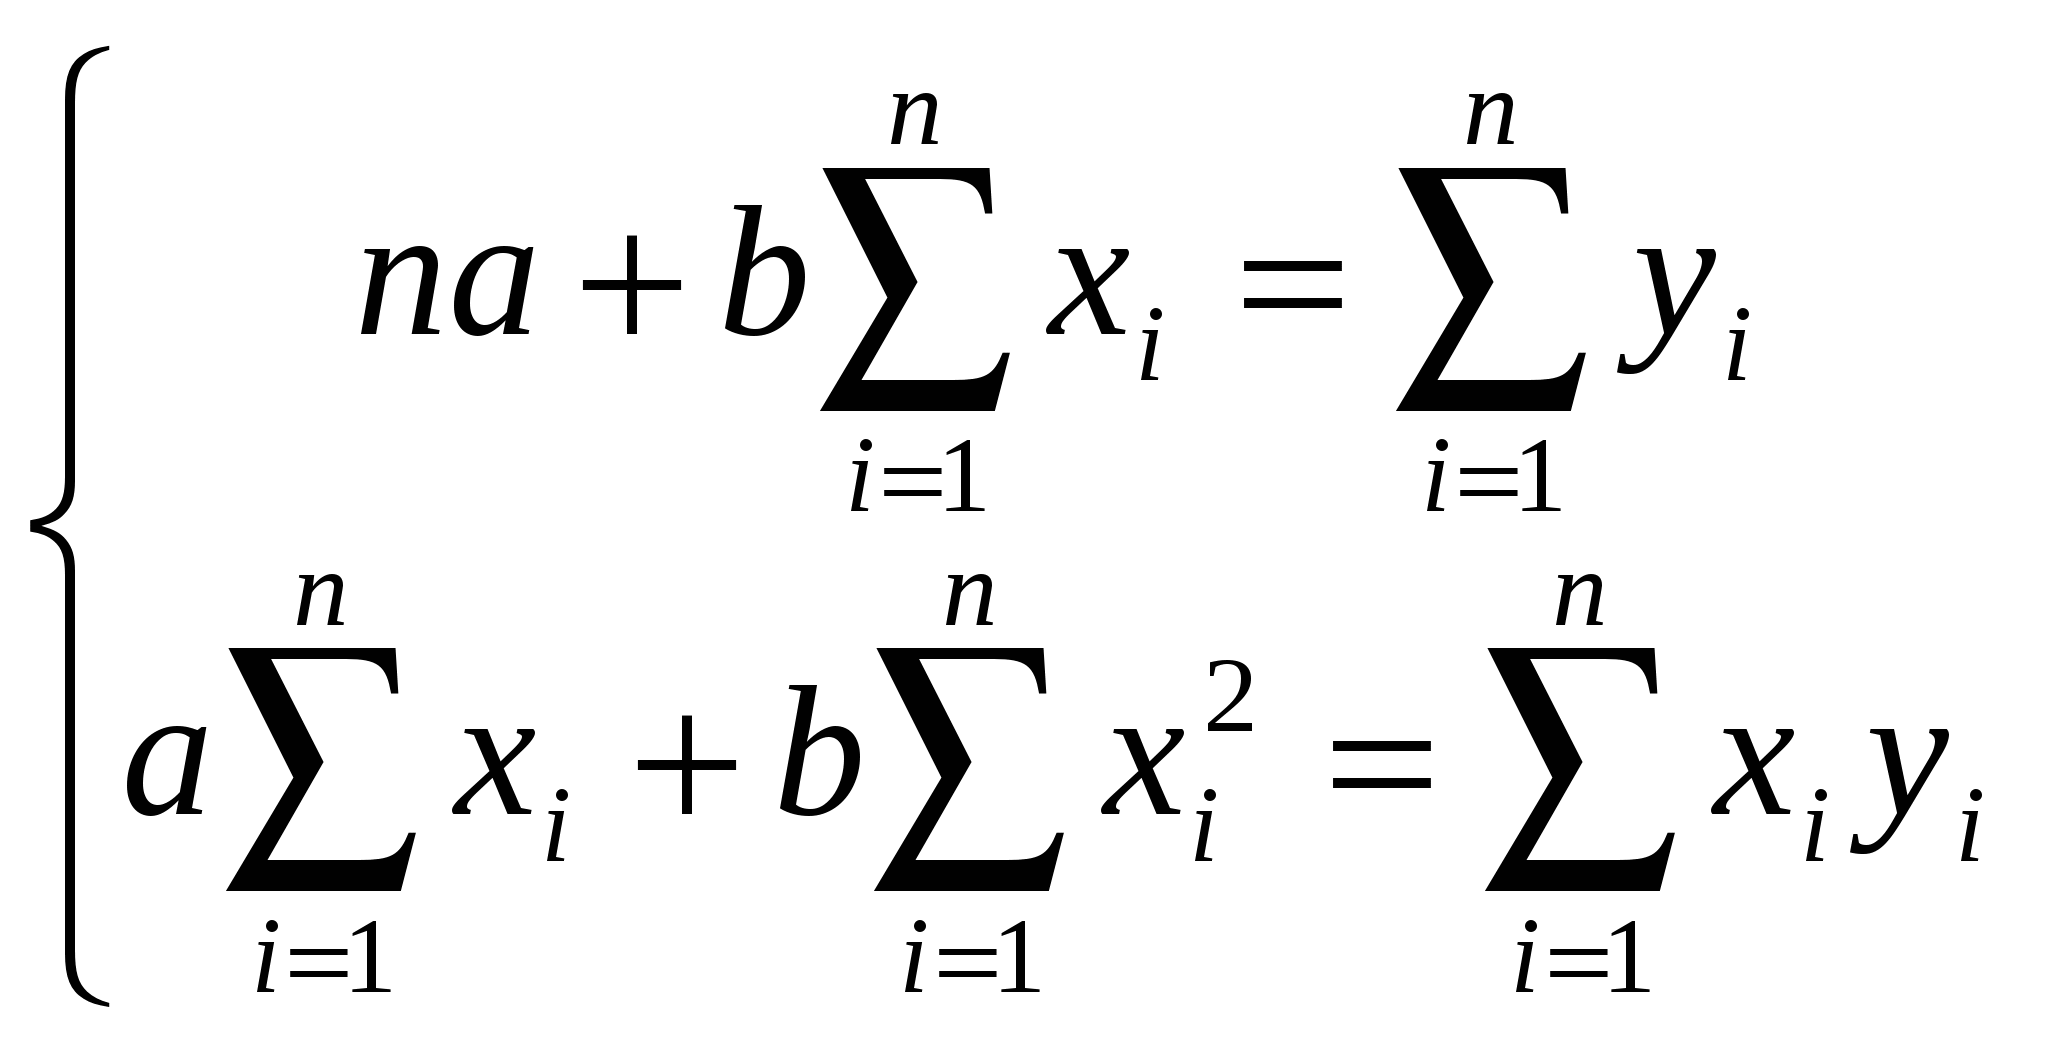 na + b∑_{i=1}^{n} x_i = ∑_{i=1}^{n} y_i
a∑_{i=1}^{n} x_i + b∑_{i=1}^{n} x_i^2 = ∑_{i=1}^{n} x_i y_i